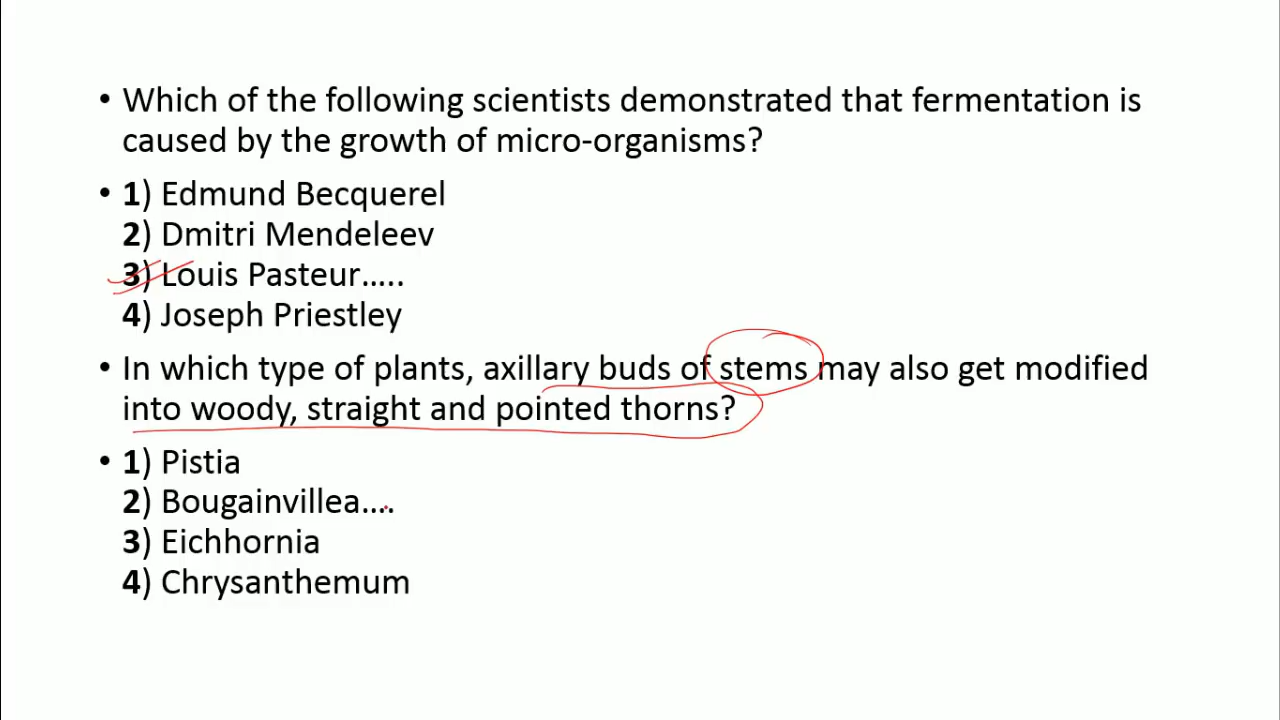 • Which of the following scientists demonstrated that fermentation is
caused by the growth of micro-organisms?
• 1) Edmund Becquerel
2) Dmitri Mendeleev
3) Louis Pasteur.....
4) Joseph Priestley
• In which type of plants, axillary buds of stems may also get modified
into woody, straight and pointed thorns?
• 1) Pistia
2) Bougainvillea....
3) Eichhornia
4) Chrysanthemum